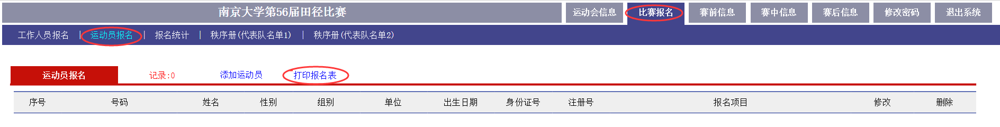 南京大学第56届田径比赛 运动会信息 比赛报名 赛前信息 赛中信息 赛后信息 修改密码 退出系统
工作人员报名 | 运动员报名 | 报名统计 | 秩序册(代表队名单1) | 秩序册(代表队名单2)
运动员报名 记录:0 添加运动员 打印报名表
序号 号码 姓名 性别 组别 单位 出生日期 身份证号 注册号 报名项目 修改 删除